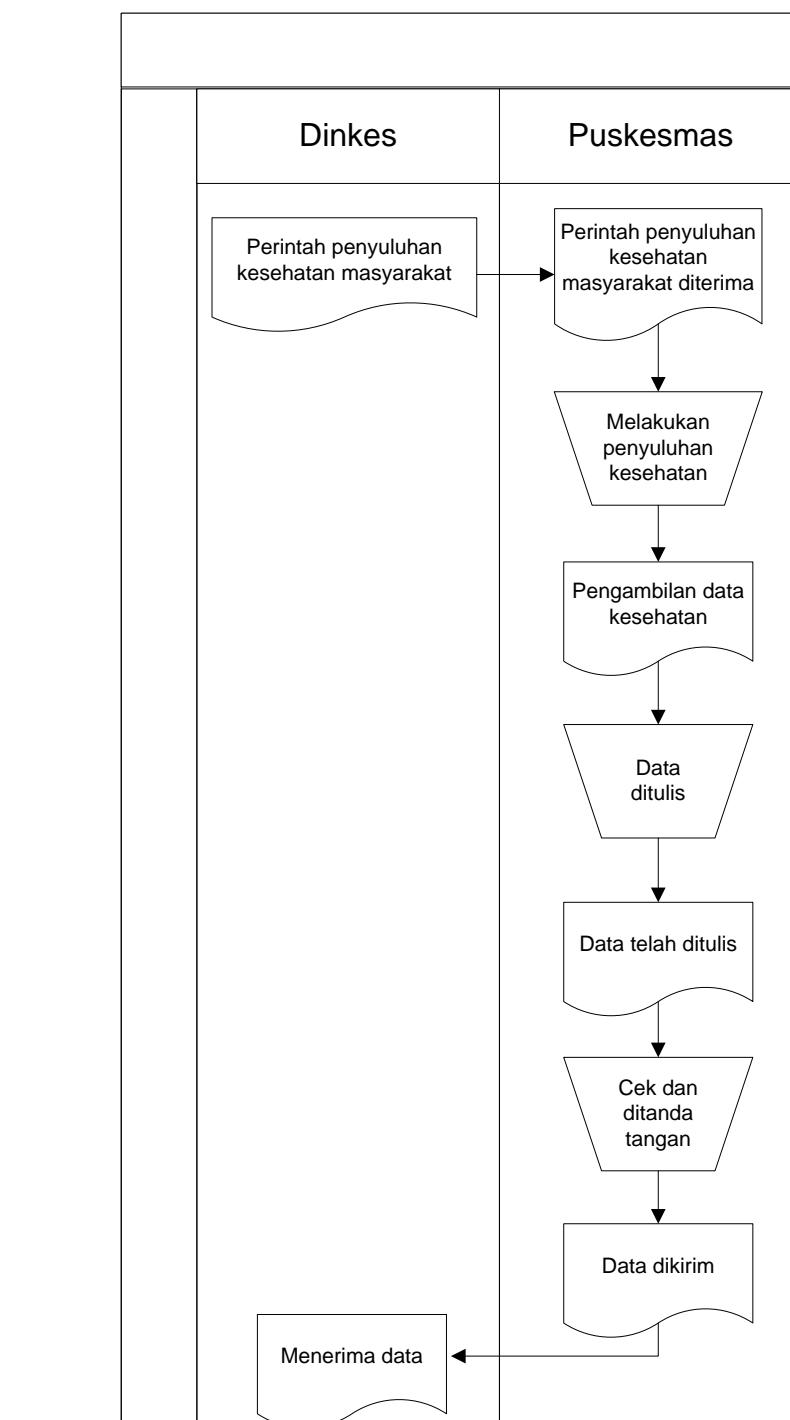 Dinkes
Puskesmas
Perintah penyuluhan
kesehatan masyarakat
Perintah penyuluhan
kesehatan
masyarakat diterima
Melakukan
penyuluhan
kesehatan
Pengambilan data
kesehatan
Data
ditulis
Data telah ditulis
Cek dan
ditanda
tangan
Data dikirim
Menerima data